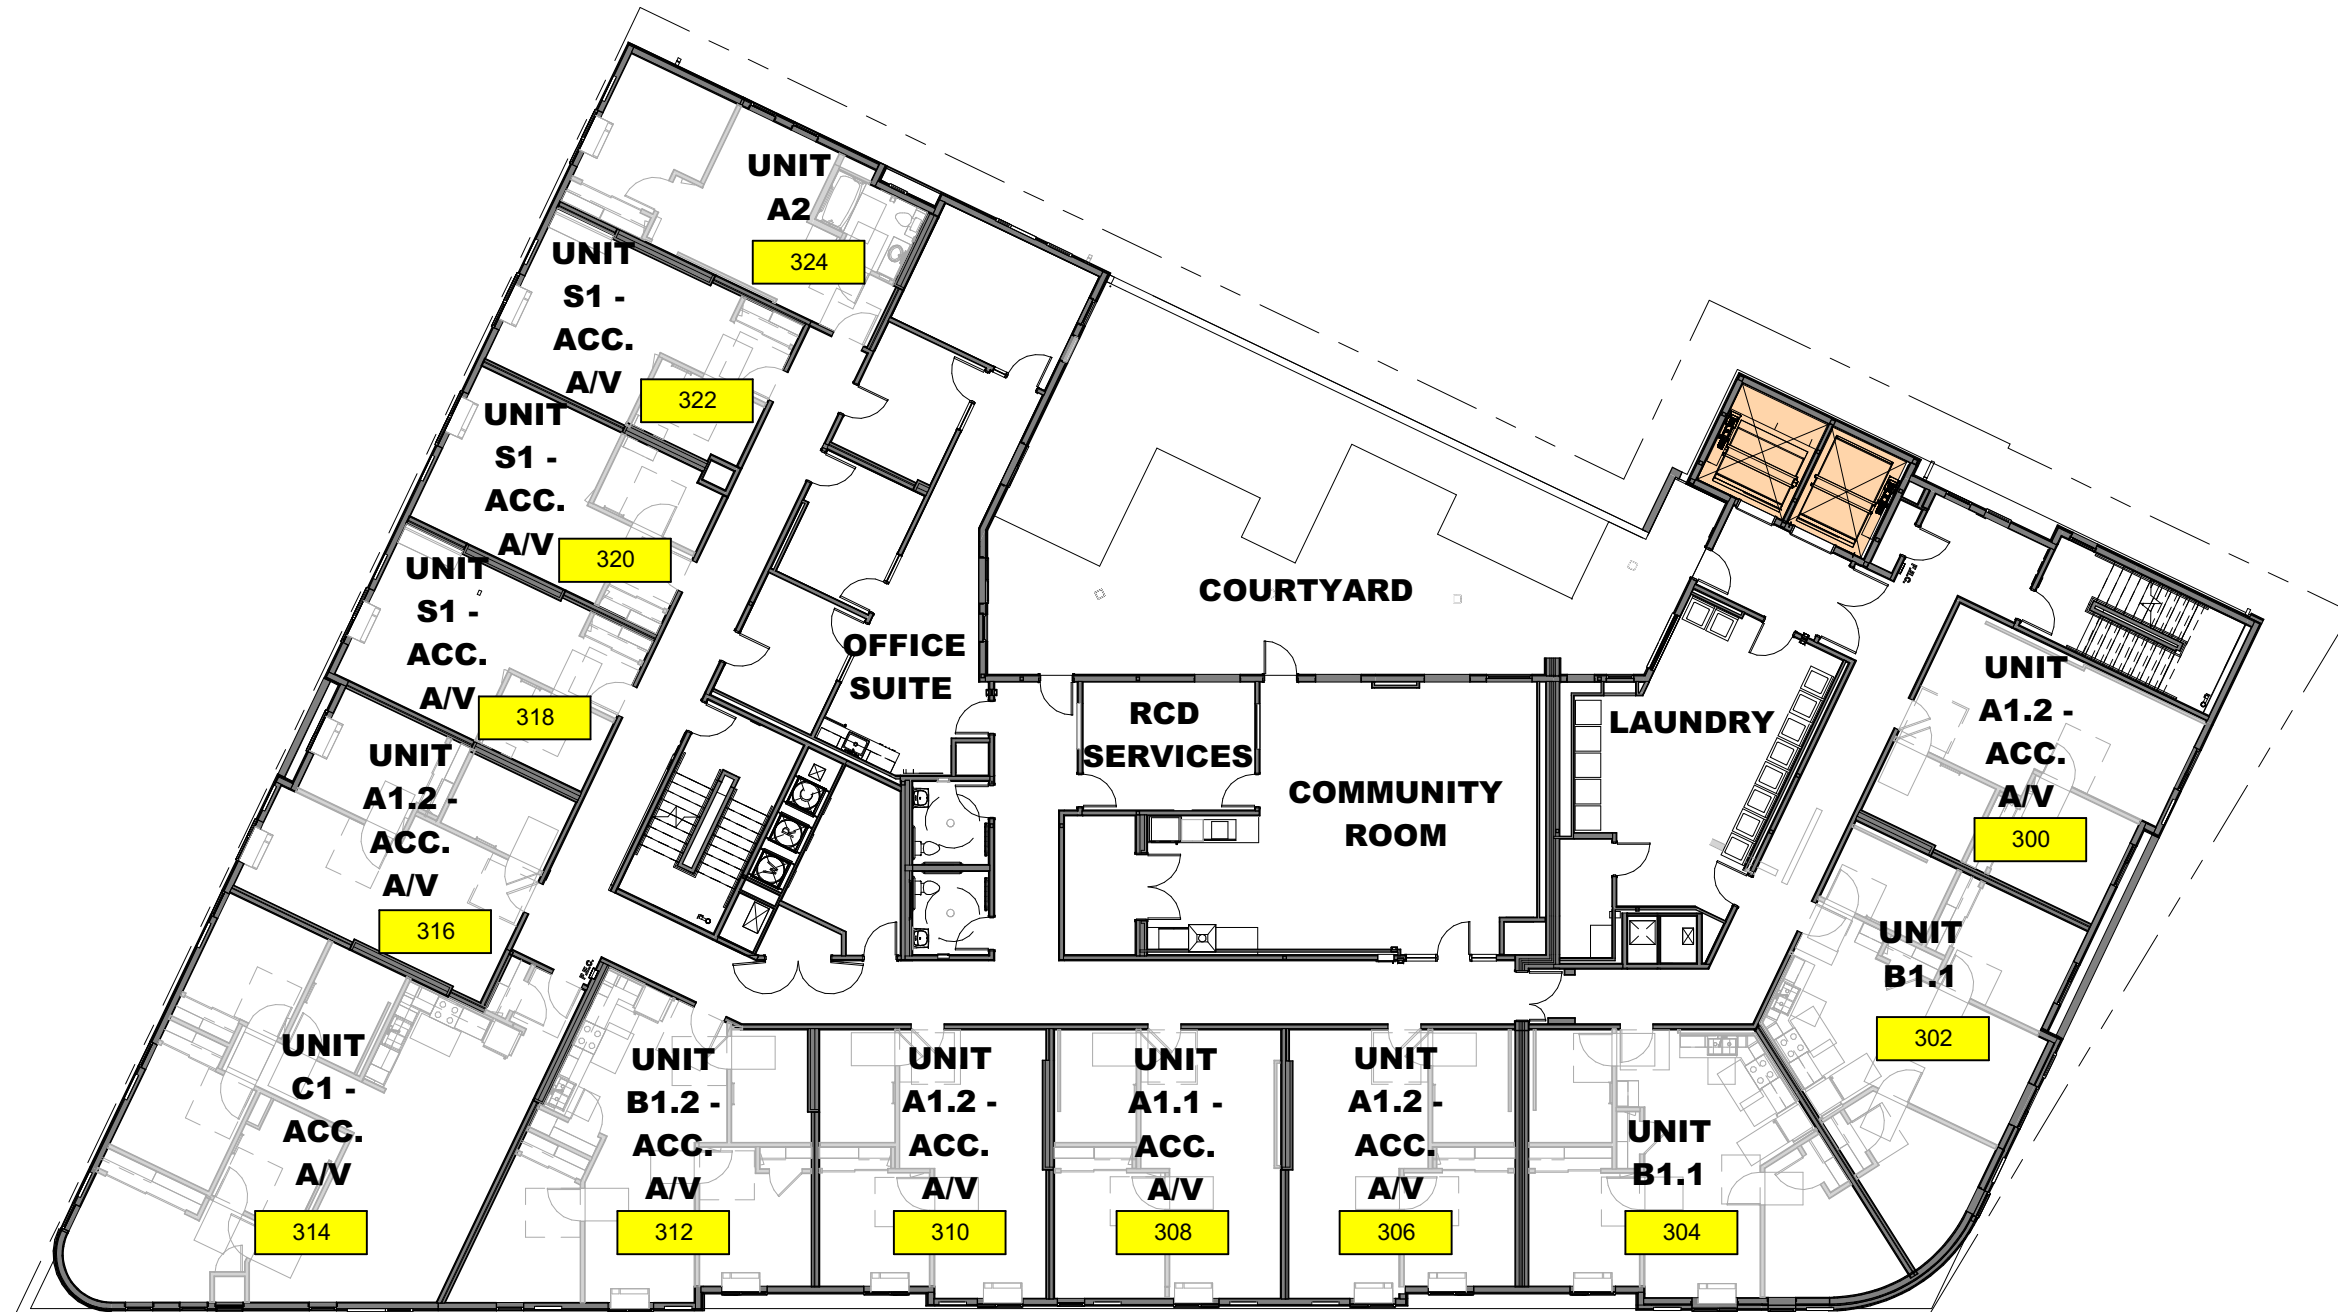 UNIT
A2
324
UNIT
S1 -
ACC.
A/V
322
UNIT
S1 -
ACC.
A/V
320
UNIT
S1 -
ACC.
A/V
318
UNIT
A1.2 -
ACC.
A/V
316
UNIT
C1 -
ACC.
A/V
314
UNIT
B1.2 -
ACC.
A/V
312
UNIT
A1.2 -
ACC.
A/V
310
UNIT
A1.1 -
ACC.
A/V
308
UNIT
A1.2 -
ACC.
A/V
306
UNIT
B1.1
304
UNIT
B1.1
302
UNIT
A1.2 -
ACC.
A/V
300
COURTYARD
OFFICE
SUITE
RCD
SERVICES
COMMUNITY
ROOM
LAUNDRY
F.E.C.
F.E.C.